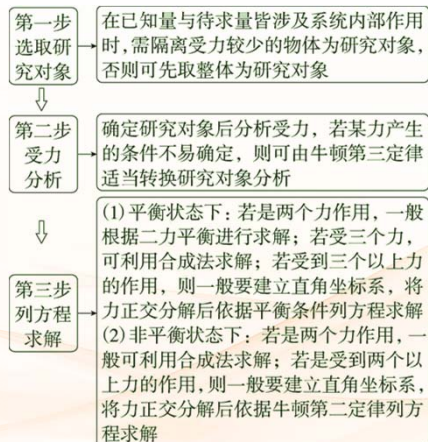 第一步
选取研
究对象
在已知量与待求量皆涉及系统内部作用
时,需隔离受力较少的物体为研究对象,
否则可先取整体为研究对象
第二步
受力
分析
确定研究对象后分析受力，若某力产生
的条件不易确定，则可由牛顿第三定律
适当转换研究对象分析
第三步
列方程
求解
(1)平衡状态下：若是两个力作用，一般
根据二力平衡进行求解；若受三个力，
可利用合成法求解；若受到三个以上力
的作用，则一般要建立直角坐标系，将
力正交分解后依据平衡条件列方程求解
(2)非平衡状态下：若是两个力作用，一
般可利用合成法求解；若是受到两个以
上力的作用,则一般要建立直角坐标系,
将力正交分解后依据牛顿第二定律列方
程求解